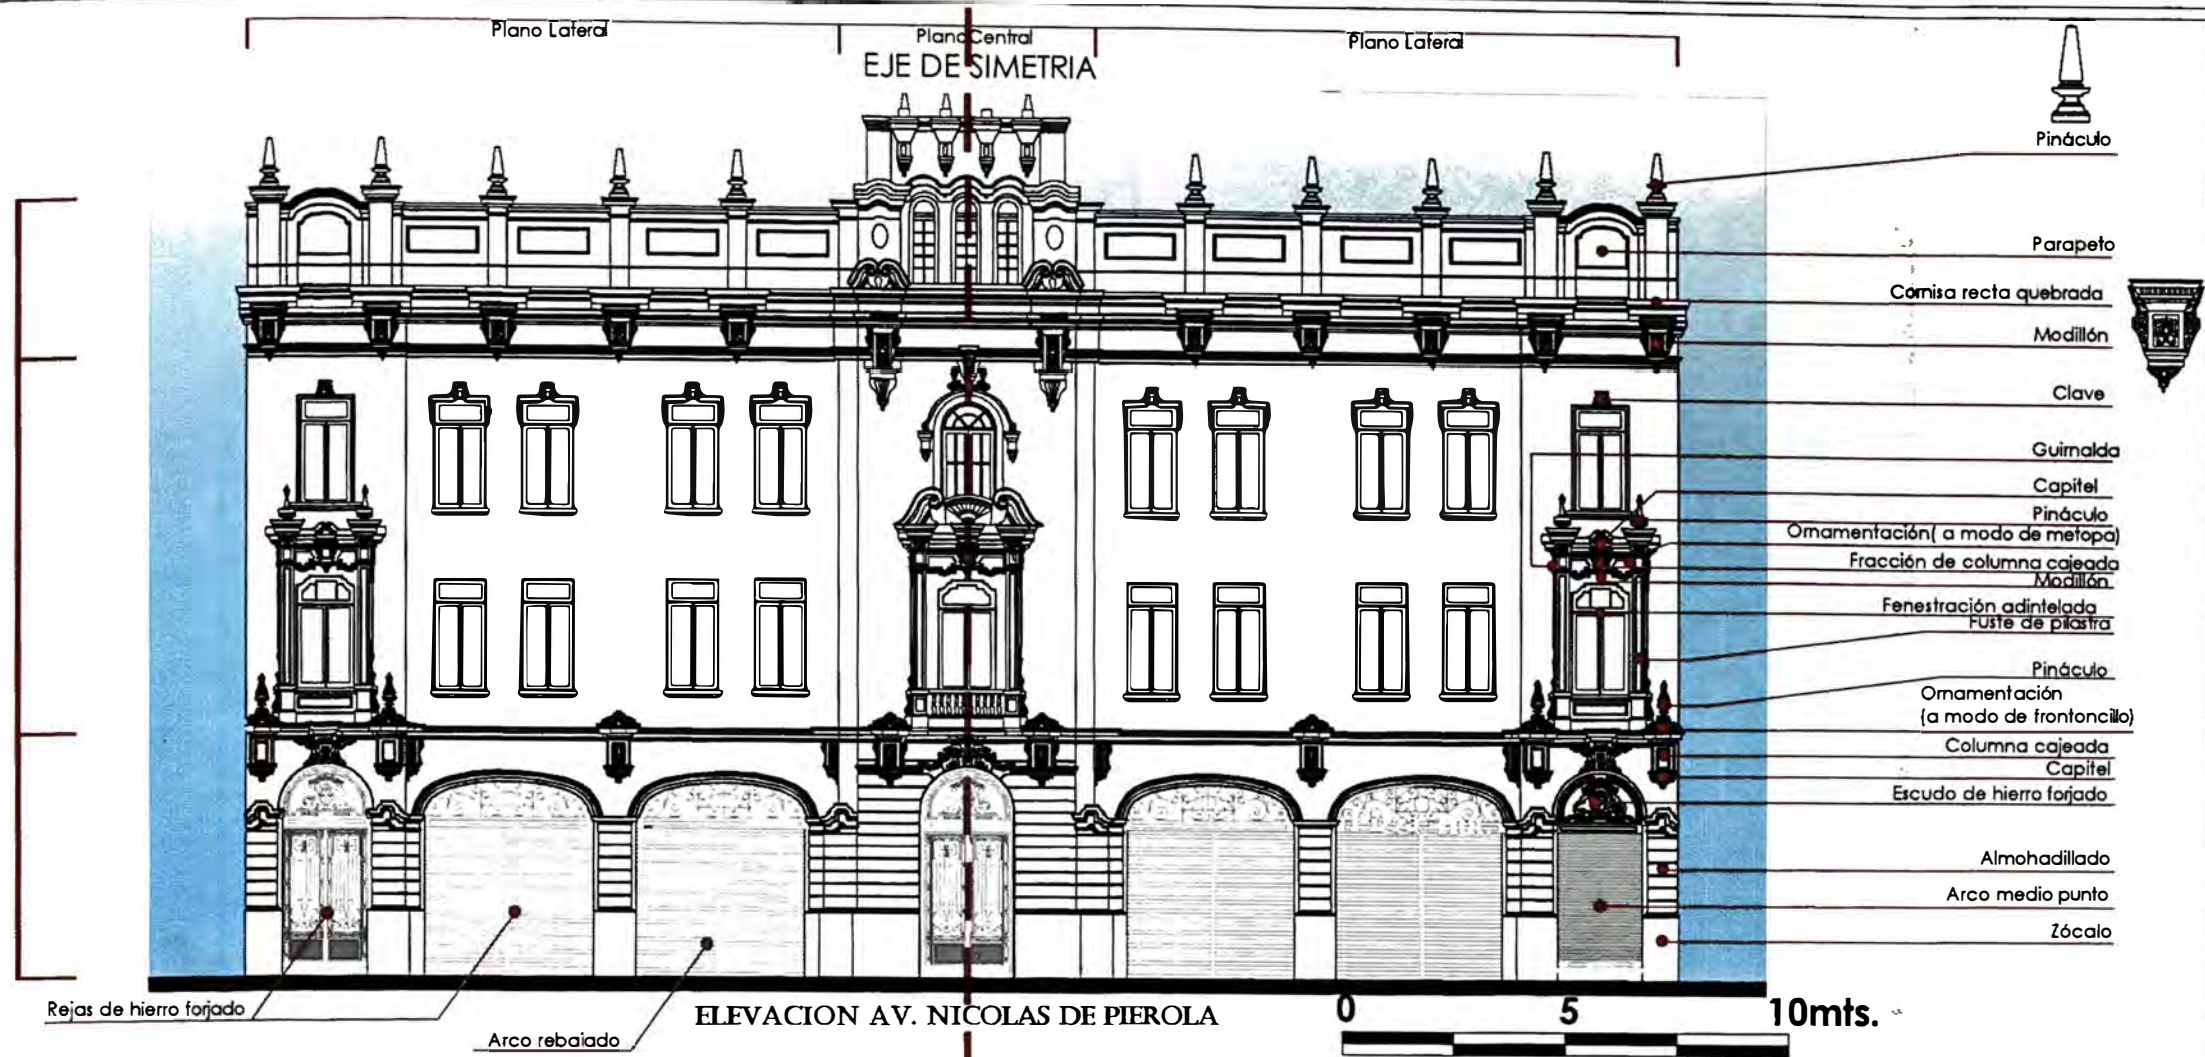 Plano Lateral
Plano Central
Plano Lateral
EJE DE SIMETRIA
Pináculo
Parapeto
Cornisa recta quebrada
Modillón
Clave
Guirnalda
Capitel
Pináculo
Ornamentación( a modo de metopa)
Fracción de columna cajeada
Modillón
Fenestración adintelada
Fuste de pilastra
Pináculo
Ornamentación
(a modo de frontoncillo)
Columna cajeada
Capitel
Escudo de hierro forjado
Almohadillado
Arco medio punto
Zócalo
Rejas de hierro forjado
Arco rebaiado
ELEVACION AV. NICOLAS DE PIEROLA
0 5 10mts.